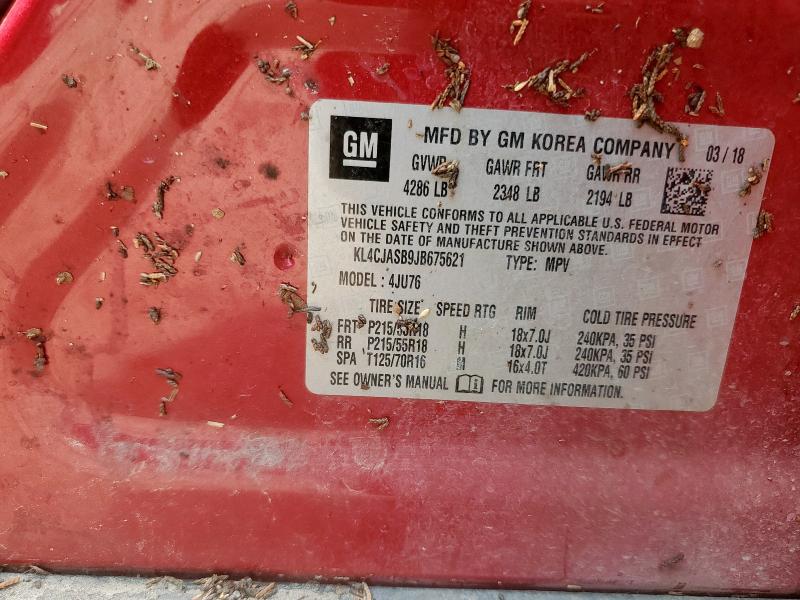 GM
MFD BY GM KOREA COMPANY 03/18
GVWR GAWR FRT GAWR RR
4286 LB 2348 LB 2194 LB
THIS VEHICLE CONFORMS TO ALL APPLICABLE U.S. FEDERAL MOTOR
VEHICLE SAFETY AND THEFT PREVENTION STANDARDS IN EFFECT
ON THE DATE OF MANUFACTURE SHOWN ABOVE.
KL4CJASB9JB675621 TYPE: MPV
MODEL: 4JU76
TIRE SIZE SPEED RTG RIM COLD TIRE PRESSURE
FRT P215/55R18 H 18x7.0J 240KPA, 35 PSI
RR P215/55R18 H 18x7.0J 240KPA, 35 PSI
SPA T125/70R16 M 16x4.0T 420KPA, 60 PSI
SEE OWNER'S MANUAL FOR MORE INFORMATION.